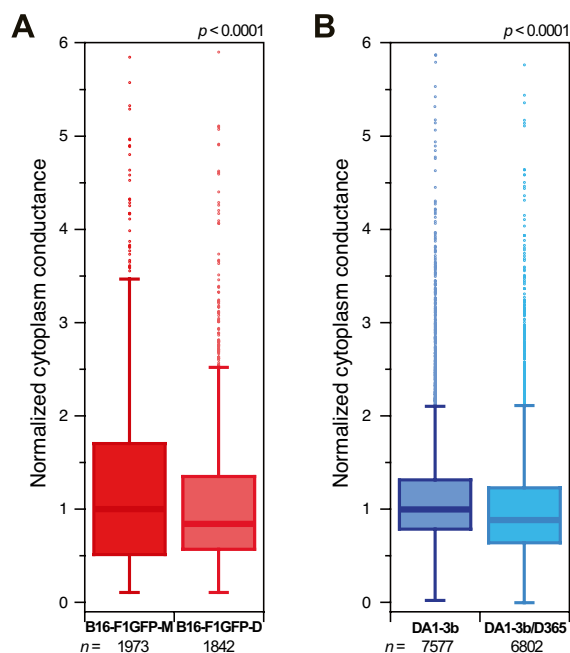 A
p < 0.0001
Normalized cytoplasm conductance
6
5
4
3
2
1
0
B16-F1GFP-M B16-F1GFP-D
n = 1973 1842
B
p < 0.0001
Normalized cytoplasm conductance
6
5
4
3
2
1
0
DA1-3b DA1-3b/D365
n = 7577 6802